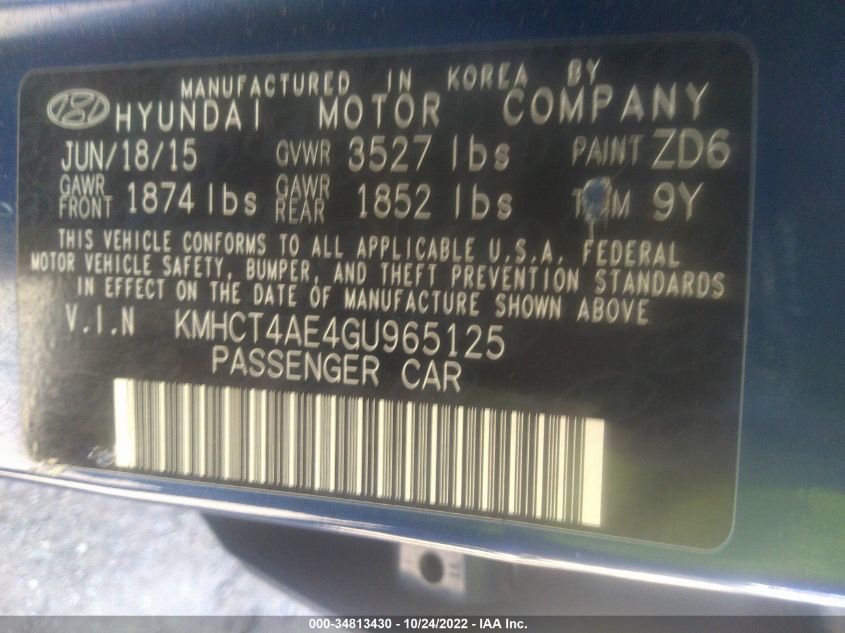 MANUFACTURED IN KOREA BY
HYUNDAI MOTOR COMPANY
JUN/18/15 GVWR 3527 lbs PAINT ZD6
GAWR FRONT 1874 lbs GAWR REAR 1852 lbs 9Y
THIS VEHICLE CONFORMS TO ALL APPLICABLE U.S.A. FEDERAL
MOTOR VEHICLE SAFETY, BUMPER, AND THEFT PREVENTION STANDARDS
IN EFFECT ON THE DATE OF MANUFACTURE SHOWN ABOVE
V.I.N KMHCT4AE4GU965125
PASSENGER CAR
000-34813430 - 10/24/2022 - IAA Inc.